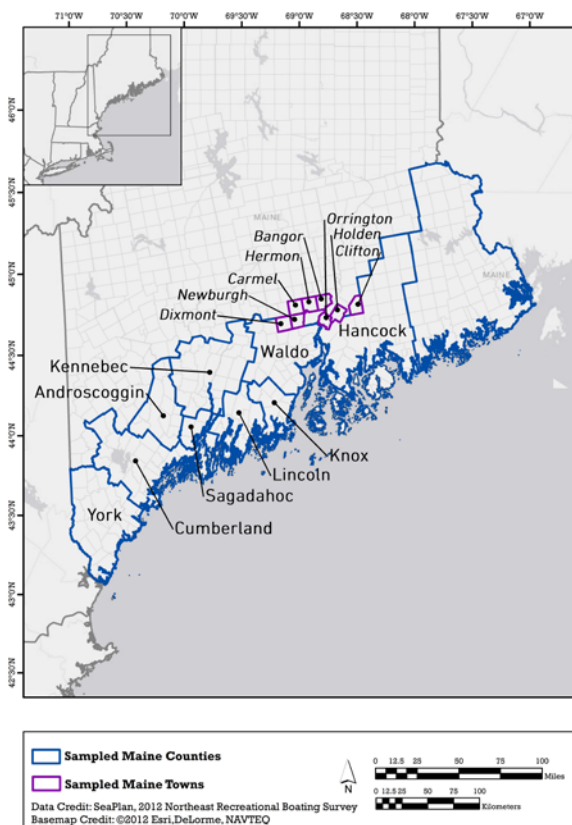 71°0'W 70°30'W 70°0'W 69°30'W 69°0'W 68°30'W 68°0'W 67°30'W 67°0'W
46°0'N
45°30'N
45°0'N
44°30'N
44°0'N
43°30'N
43°0'N
42°30'N
MAINE
MAINE
Orrington
Holden
Clifton
Bangor
Hermon
Carmel
Newburgh
Dixmont
Hancock
Waldo
Kennebec
Androscoggin
Knox
Lincoln
Sagadahoc
York
Cumberland
Sampled Maine Counties
Sampled Maine Towns
Data Credit: SeaPlan, 2012 Northeast Recreational Boating Survey
Basemap Credit: ©2012 Esri,DeLorme, NAVTEQ
N
0 12.5 25 50 75 100
Miles
0 12.5 25 50 75 100
Kilometers